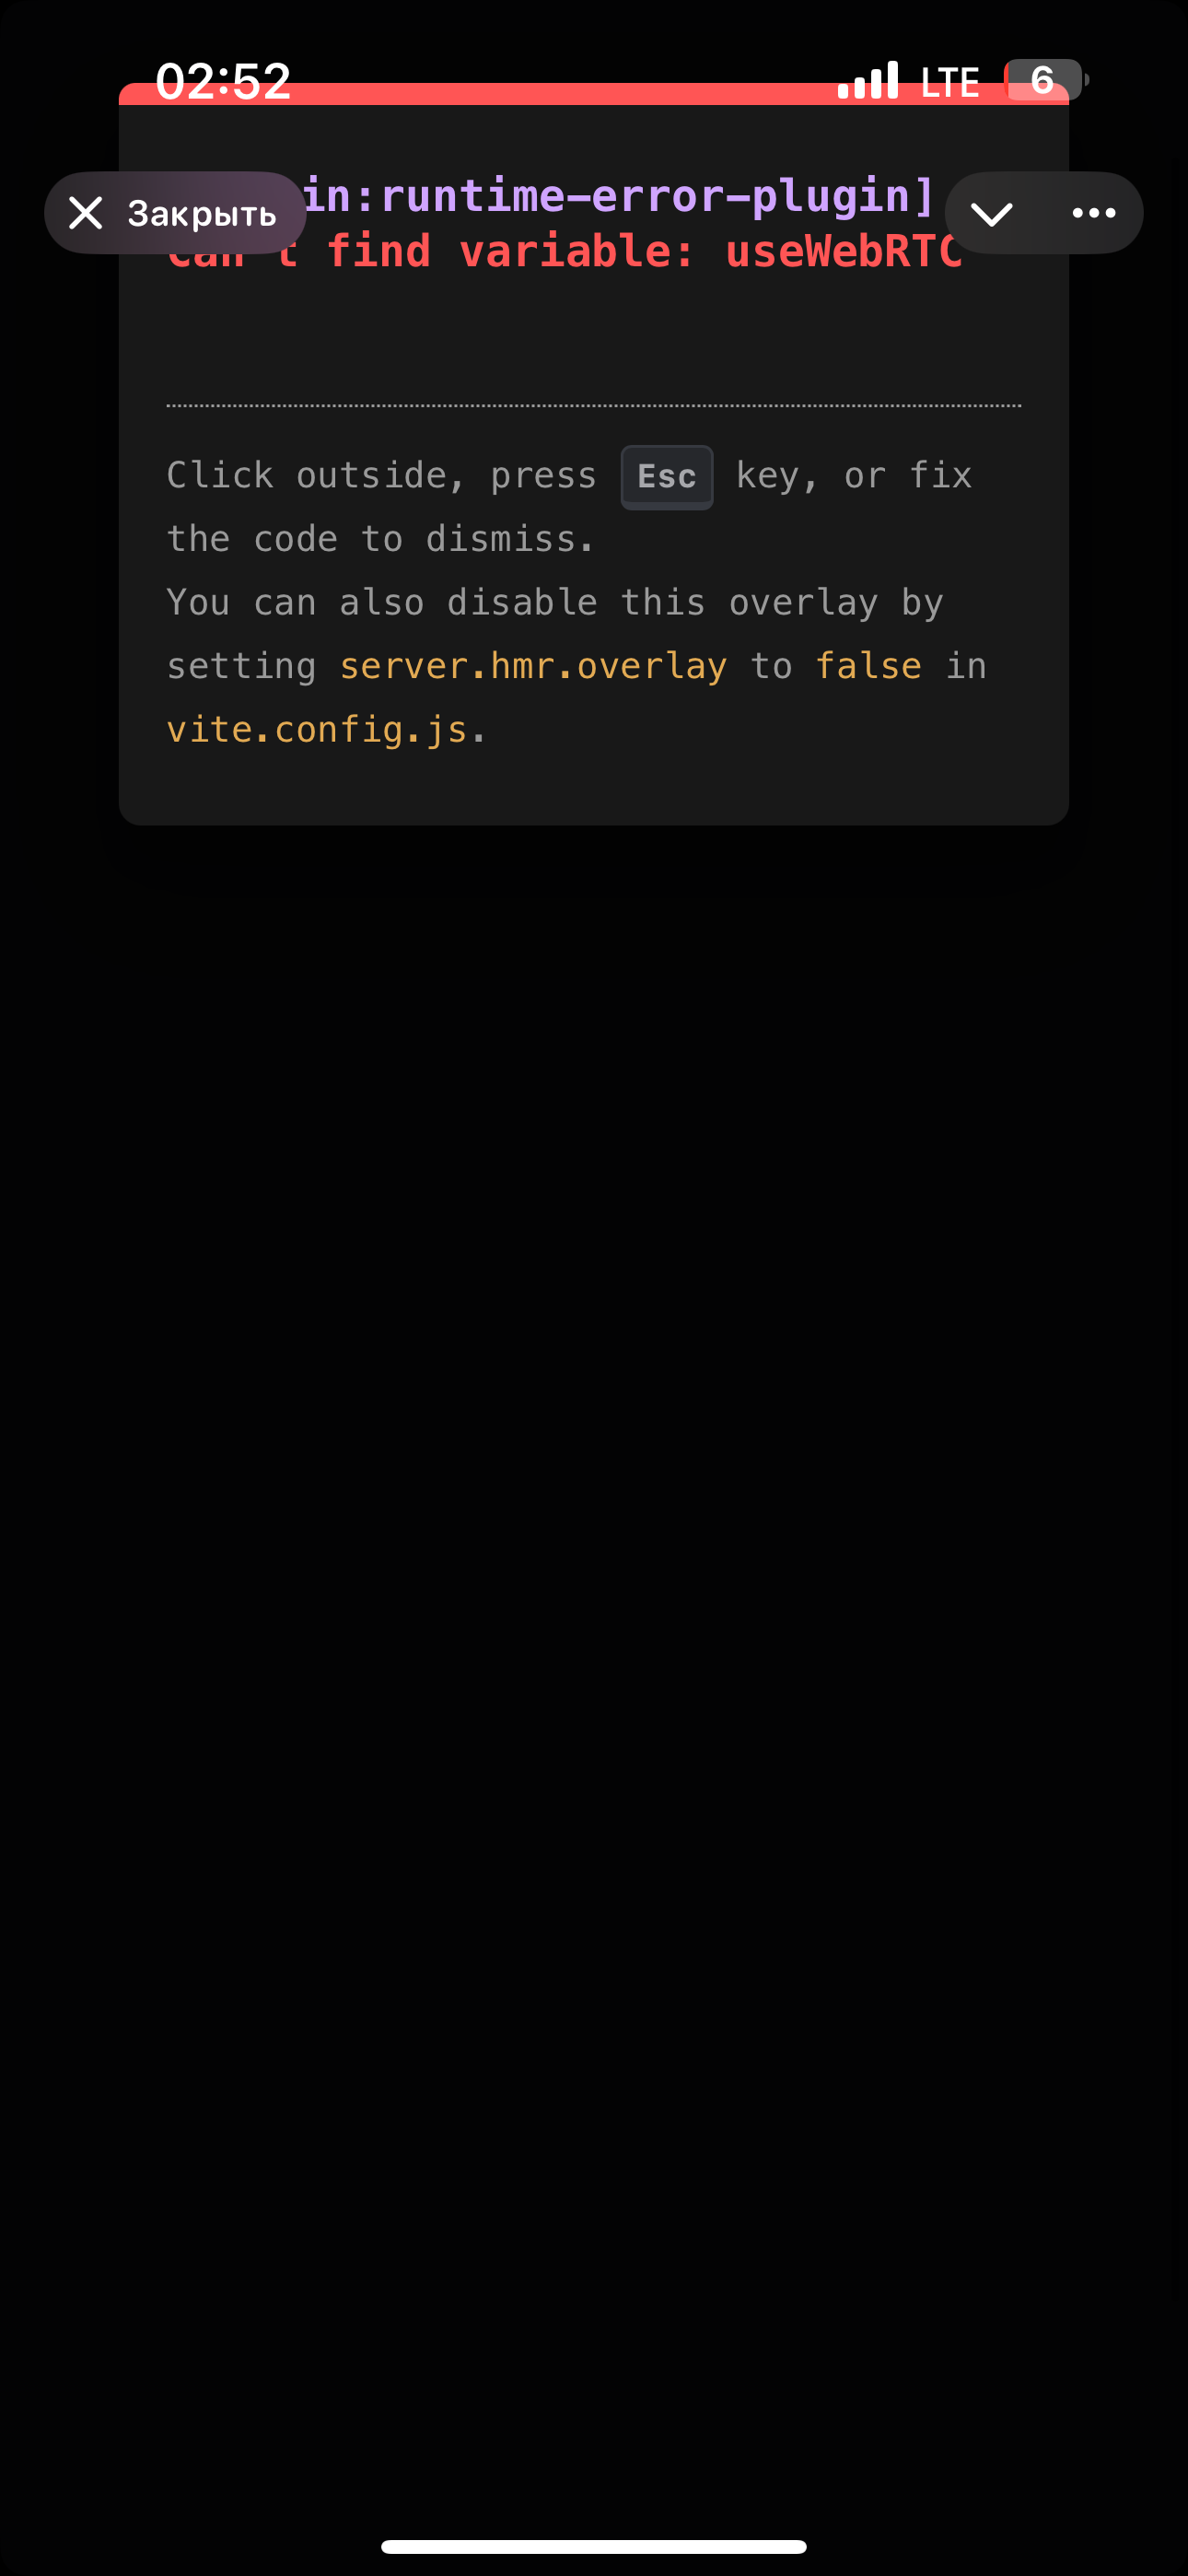 02:52 LTE 6
Закрыть
in:runtime-error-plugin]
Can't find variable: useWebRTC
Click outside, press Esc key, or fix
the code to dismiss.
You can also disable this overlay by
setting server.hmr.overlay to false in
vite.config.js.